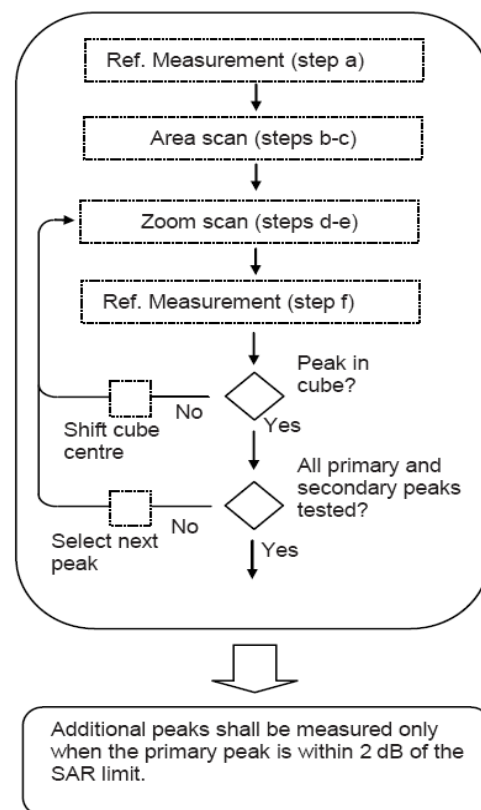 Ref. Measurement (step a)
Area scan (steps b-c)
Zoom scan (steps d-e)
Ref. Measurement (step f)
Peak in
cube?
No
Yes
Shift cube
centre
All primary and
secondary peaks
tested?
No
Yes
Select next
peak
Additional peaks shall be measured only
when the primary peak is within 2 dB of the
SAR limit.